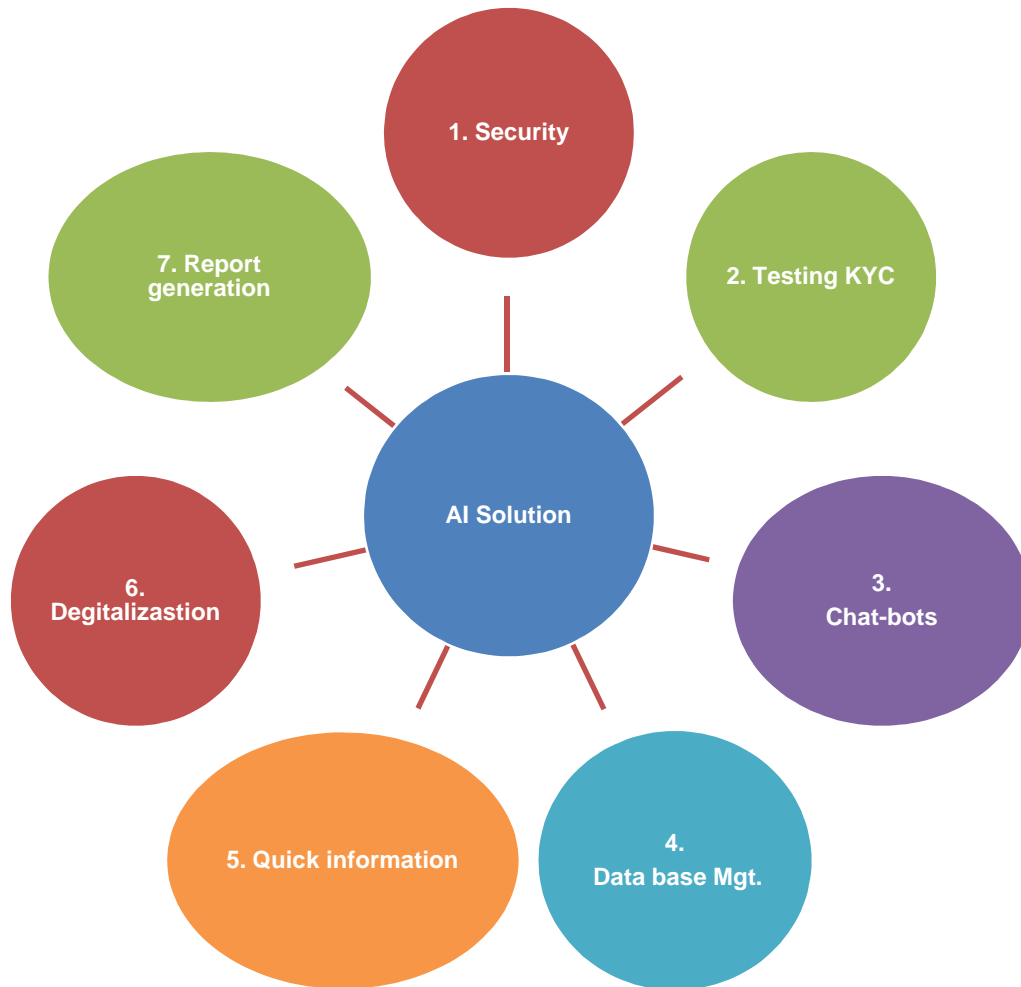 1. Security
2. Testing KYC
3.
Chat-bots
4.
Data base Mgt.
5. Quick information
6.
Degitalizastion
7. Report
generation
AI Solution